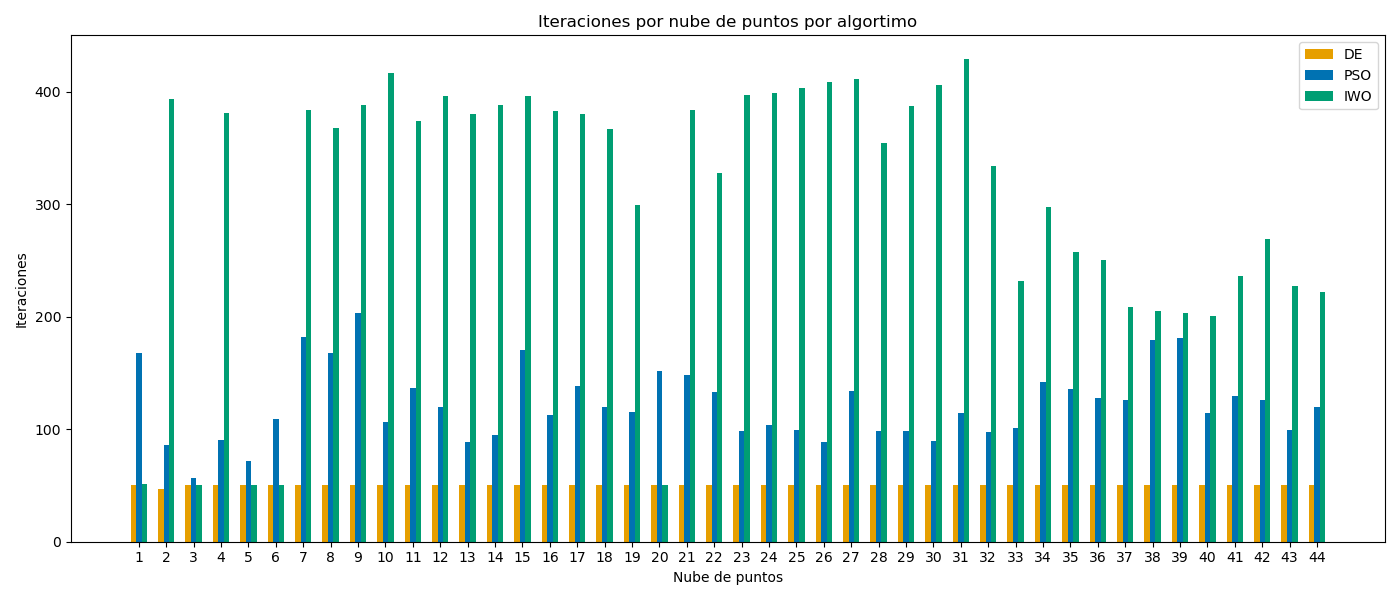 Iteraciones por nube de puntos por algortimo
DE
PSO
IWO
Iteraciones
400
300
200
100
0
1 2 3 4 5 6 7 8 9 10 11 12 13 14 15 16 17 18 19 20 21 22 23 24 25 26 27 28 29 30 31 32 33 34 35 36 37 38 39 40 41 42 43 44
Nube de puntos